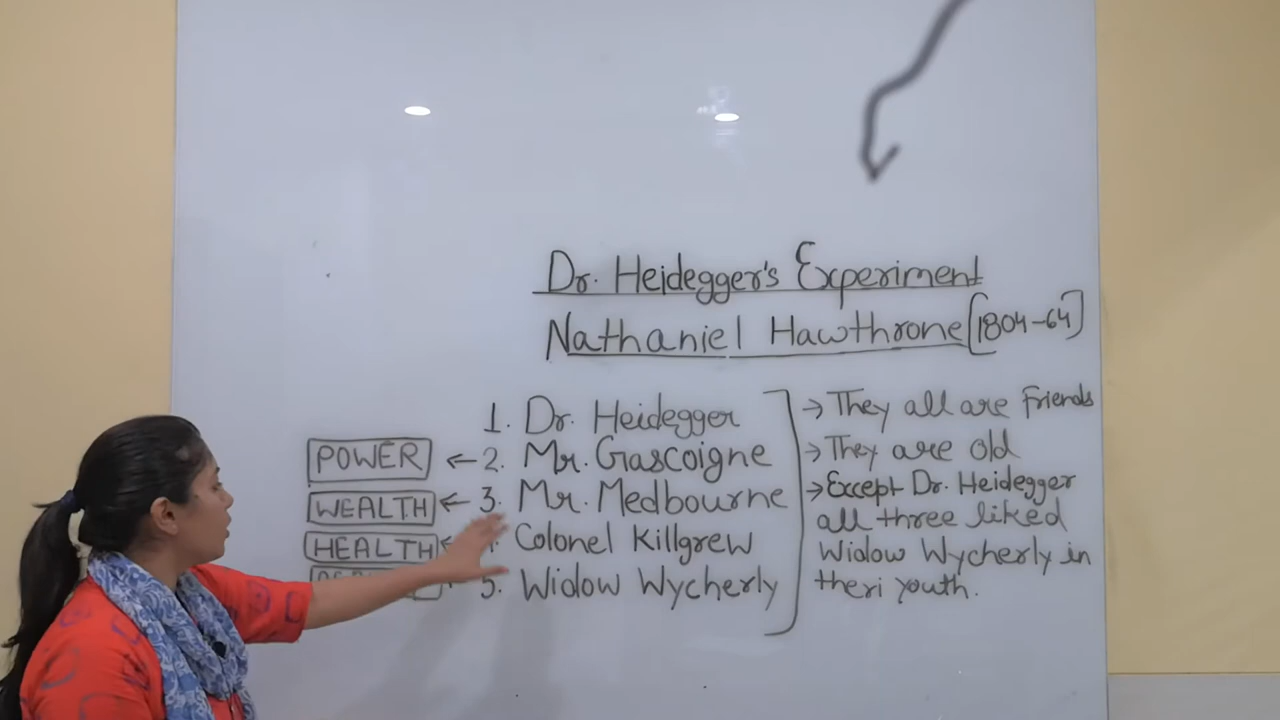 Dr. Heidegger's Experiment
Nathaniel Hawthrone [1804-64]
1. Dr. Heidegger
POWER ← 2. Mr. Gascoigne
WEALTH ← 3. Mr. Medbourne
HEALTH ← Colonel Killgrew
5. Widow Wycherly
→ They all are Friends
→ They are old
→ Except Dr. Heidegger
all three liked
Widow Wycherly in
theri youth.